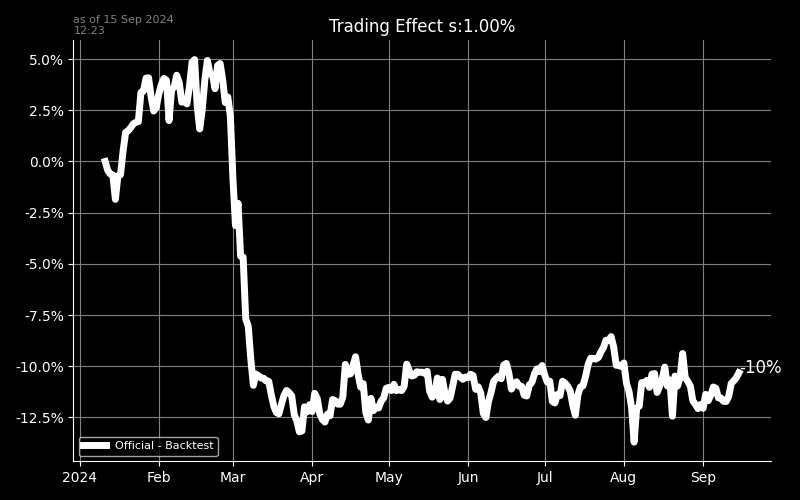 as of 15 Sep 2024
12:23
Trading Effect s:1.00%
5.0%
2.5%
0.0%
-2.5%
-5.0%
-7.5%
-10.0%
-12.5%
-10%
Official - Backtest
2024 Feb Mar Apr May Jun Jul Aug Sep